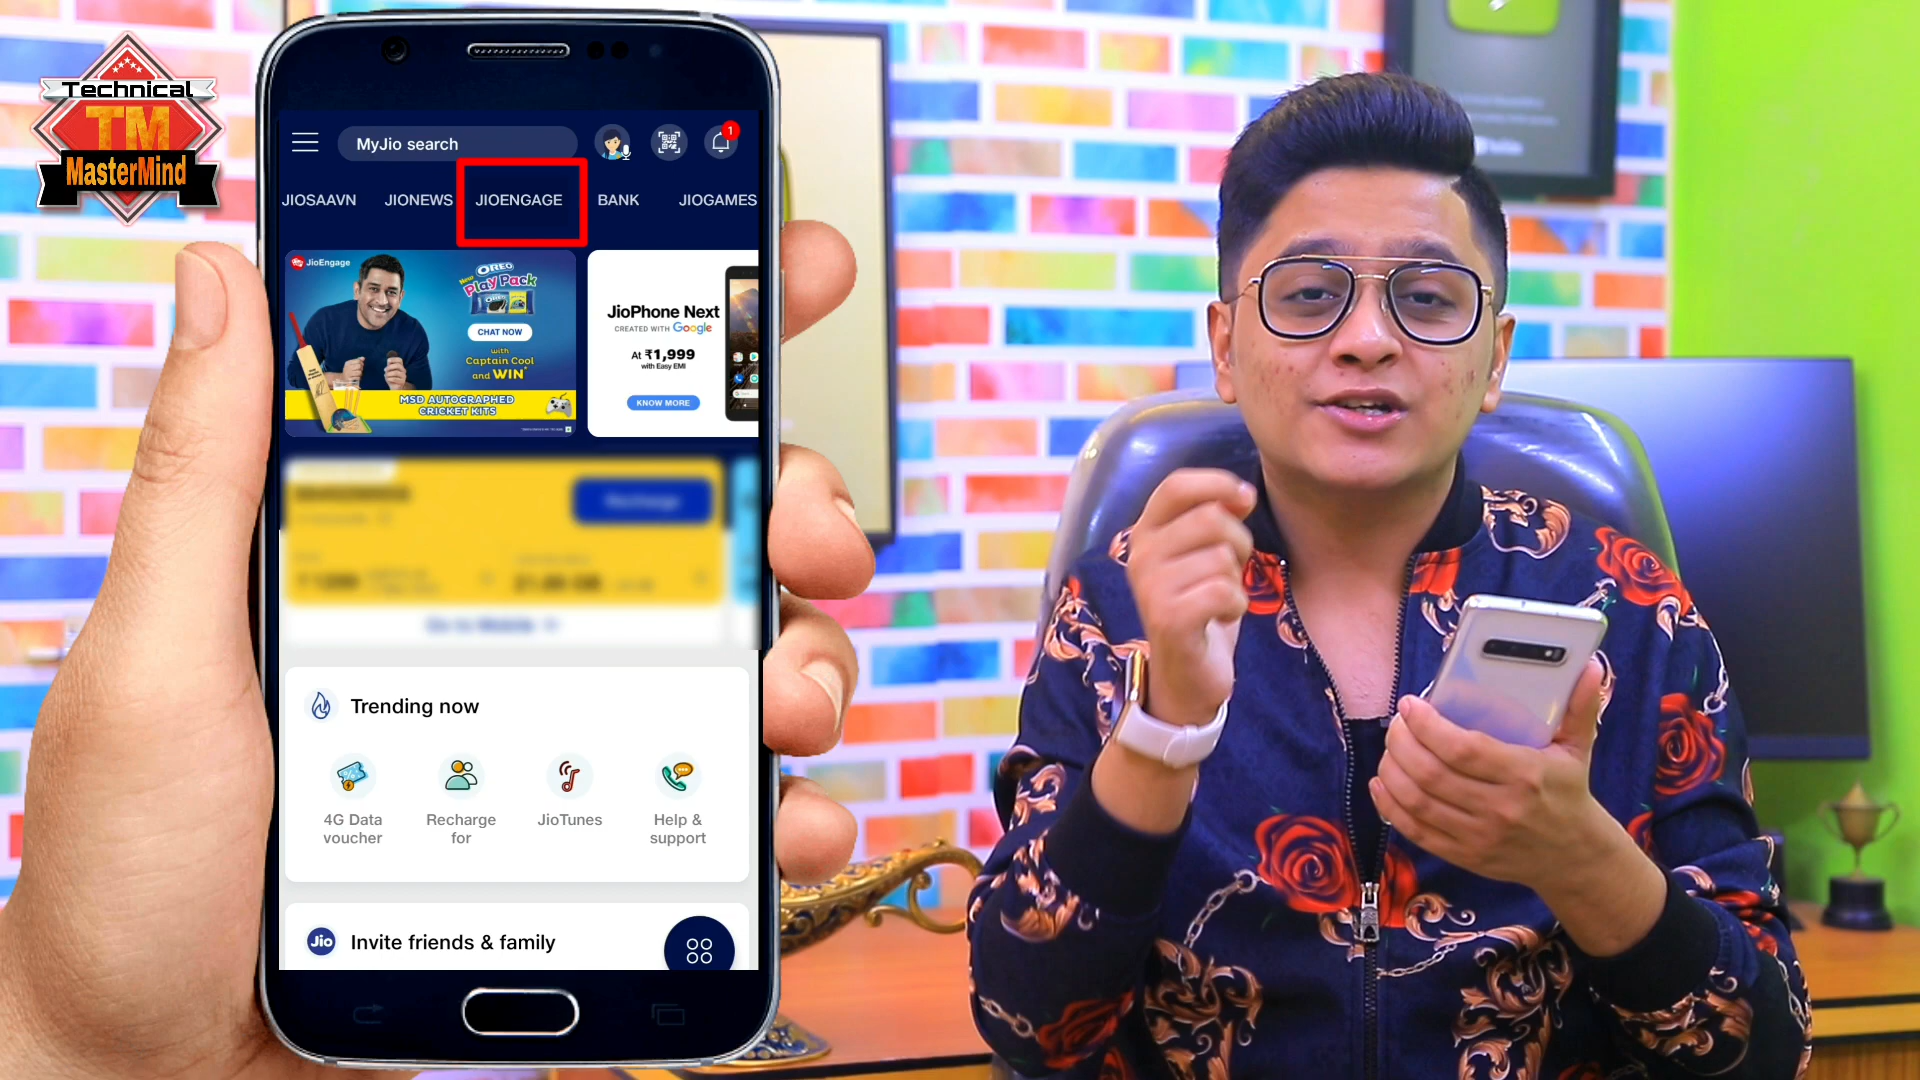 Technical
TM
MasterMind
MyJio search
1
JIOSAAVN
JIONEWS
JIOENGAGE
BANK
JIOGAMES
JioEngage
New
OREO
Play Pack
CHAT NOW
with
Captain Cool
and WIN*
MSD AUTOGRAPHED
CRICKET KITS
JioPhone Next
CREATED WITH Google
At ₹1,999
with Easy EMI
KNOW MORE
Trending now
4G Data
voucher
Recharge
for
JioTunes
Help &
support
Jio
Invite friends & family